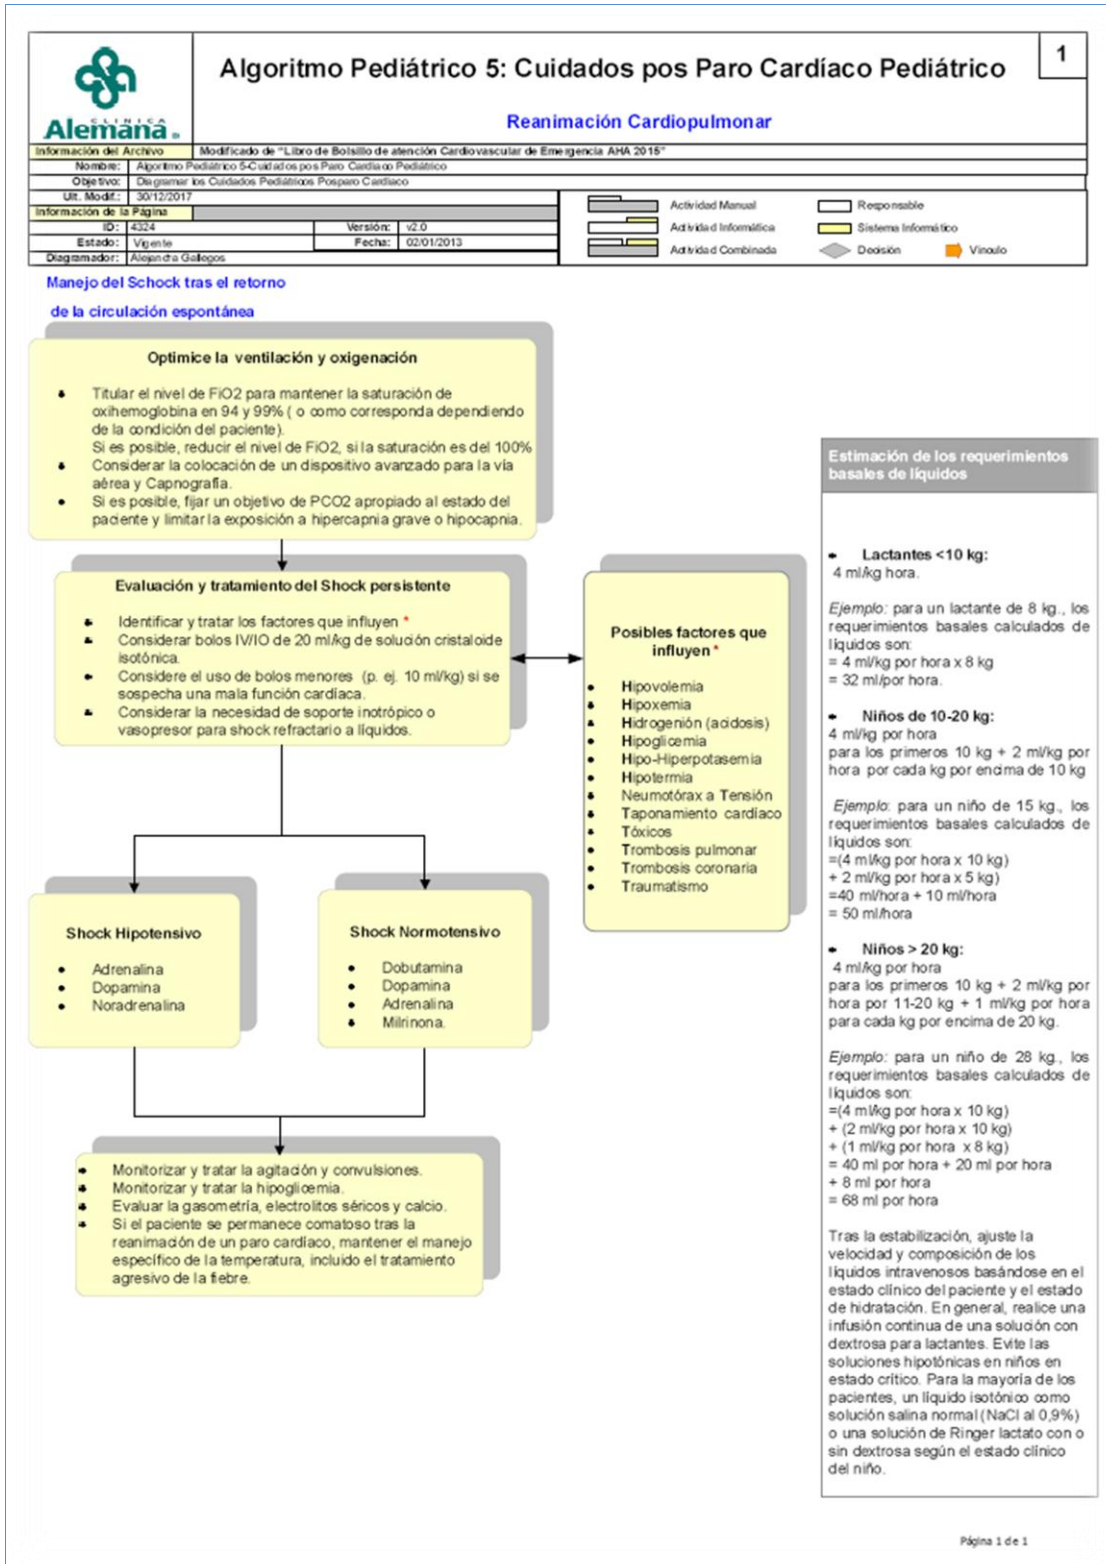 Algoritmo Pediátrico 5: Cuidados pos Paro Cardíaco Pediátrico
1
CLINICA
Alemana
Reanimación Cardiopulmonar
Información del Archivo
Modificado de "Libro de Bolsillo de atención Cardiovascular de Emergencia AHA 2015"
Nombre:
Algoritmo Pediátrico 5-Cuidados pos Paro Cardiaco Pediátrico
Objetivo:
Diagramar los Cuidados Pediátricos Posparo Cardiaco
Ult. Modif.:
30/12/2017
Información de la Página
ID:
4324
Versión:
v2.0
Estado:
Vigente
Fecha:
02/01/2013
Diagramador:
Alejandra Gallegos
Actividad Manual
Responsable
Actividad Informática
Sistema Informático
Actividad Combinada
Decisión
Vínculo
Manejo del Schock tras el retorno
de la circulación espontánea
Optimice la ventilación y oxigenación
Titular el nivel de FiO2 para mantener la saturación de
oxihemoglobina en 94 y 99% ( o como corresponda dependiendo
de la condición del paciente).
Si es posible, reducir el nivel de FiO2, si la saturación es del 100%
Considerar la colocación de un dispositivo avanzado para la vía
aérea y Capnografía.
Si es posible, fijar un objetivo de PCO2 apropiado al estado del
paciente y limitar la exposición a hipercapnia grave o hipocapnia.
Evaluación y tratamiento del Shock persistente
Identificar y tratar los factores que influyen *
Considerar bolos IV/IO de 20 ml/kg de solución cristaloide
isotónica.
Considere el uso de bolos menores (p. ej. 10 ml/kg) si se
sospecha una mala función cardíaca.
Considerar la necesidad de soporte inotrópico o
vasopresor para shock refractario a líquidos.
Posibles factores que
influyen *
Hipovolemia
Hipoxemia
Hidrogenión (acidosis)
Hipoglicemia
Hipo-Hiperpotasemia
Hipotermia
Neumotórax a Tensión
Taponamiento cardíaco
Tóxicos
Trombosis pulmonar
Trombosis coronaria
Traumatismo
Shock Hipotensivo
Adrenalina
Dopamina
Noradrenalina
Shock Normotensivo
Dobutamina
Dopamina
Adrenalina
Milrinona.
Monitorizar y tratar la agitación y convulsiones.
Monitorizar y tratar la hipoglicemia.
Evaluar la gasometría, electrolitos séricos y calcio.
Si el paciente se permanece comatoso tras la
reanimación de un paro cardíaco, mantener el manejo
específico de la temperatura, incluido el tratamiento
agresivo de la fiebre.
Estimación de los requerimientos
basales de líquidos
Lactantes <10 kg:
4 ml/kg hora.
Ejemplo: para un lactante de 8 kg., los
requerimientos basales calculados de
líquidos son:
= 4 ml/kg por hora x 8 kg
= 32 ml/por hora.
Niños de 10-20 kg:
4 ml/kg por hora
para los primeros 10 kg + 2 ml/kg por
hora por cada kg por encima de 10 kg
Ejemplo: para un niño de 15 kg., los
requerimientos basales calculados de
líquidos son:
=(4 ml/kg por hora x 10 kg)
+ 2 ml/kg por hora x 5 kg)
=40 ml/hora + 10 ml/hora
= 50 ml/hora
Niños > 20 kg:
4 ml/kg por hora
para los primeros 10 kg + 2 ml/kg por
hora por 11-20 kg + 1 ml/kg por hora
para cada kg por encima de 20 kg.
Ejemplo: para un niño de 28 kg., los
requerimientos basales calculados de
líquidos son:
=(4 ml/kg por hora x 10 kg)
+ (2 ml/kg por hora x 10 kg)
+ (1 ml/kg por hora x 8 kg)
= 40 ml por hora + 20 ml por hora
+ 8 ml por hora
= 68 ml por hora
Tras la estabilización, ajuste la
velocidad y composición de los
líquidos intravenosos basándose en el
estado clínico del paciente y el estado
de hidratación. En general, realice una
infusión continua de una solución con
dextrosa para lactantes. Evite las
soluciones hipotónicas en niños en
estado crítico. Para la mayoría de los
pacientes, un líquido isotónico como
solución salina normal (NaCl al 0,9%)
o una solución de Ringer lactato con o
sin dextrosa según el estado clínico
del niño.
Página 1 de 1